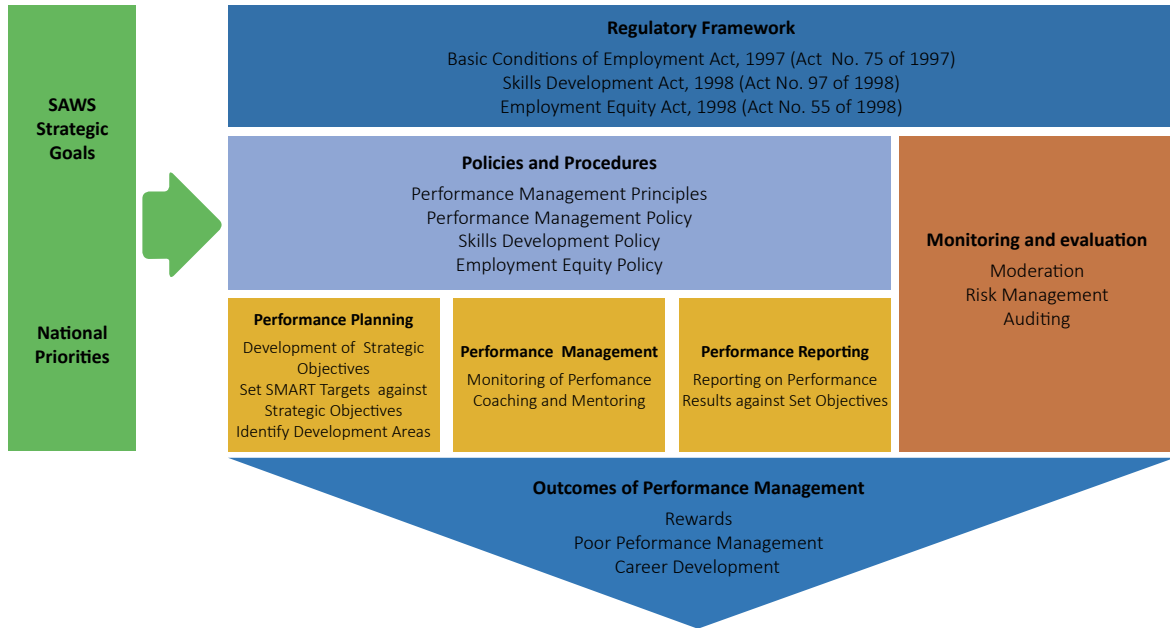 SAWS
Strategic
Goals
National
Priorities
Regulatory Framework
Basic Conditions of Employment Act, 1997 (Act  No. 75 of 1997)
Skills Development Act, 1998 (Act No. 97 of 1998)
Employment Equity Act, 1998 (Act No. 55 of 1998)
Policies and Procedures
Performance Management Principles
Performance Management Policy
Skills Development Policy
Employment Equity Policy
Monitoring and evaluation
Moderation
Risk Management
Auditing
Performance Planning
Development of  Strategic
Objectives
Set SMART Targets  against
Strategic Objectives
Identify Development Areas
Performance  Management
Monitoring of Perfomance
Coaching and Mentoring
Performance Reporting
Reporting on Performance
Results against Set Objectives
Outcomes of Performance Management
Rewards
Poor Peformance Management
Career Development